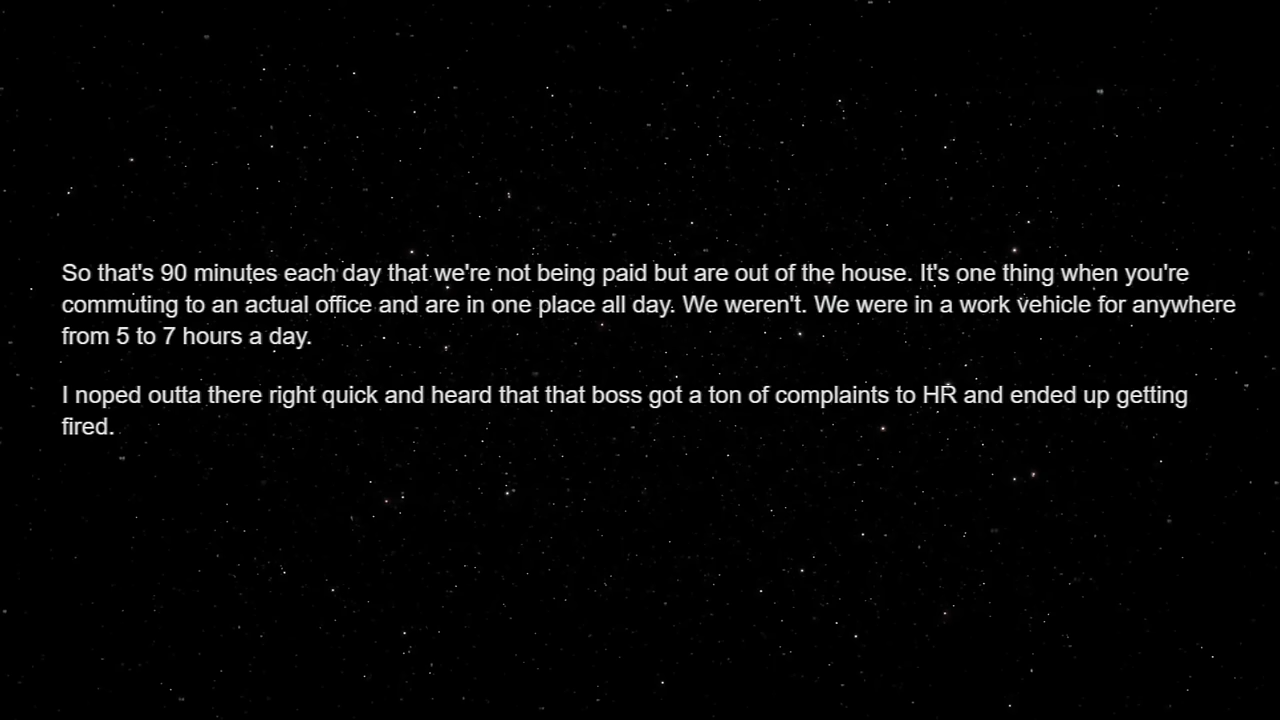 So that's 90 minutes each day that we're not being paid but are out of the house. It's one thing when you're
commuting to an actual office and are in one place all day. We weren't. We were in a work vehicle for anywhere
from 5 to 7 hours a day.
I noped outta there right quick and heard that that boss got a ton of complaints to HR and ended up getting
fired.